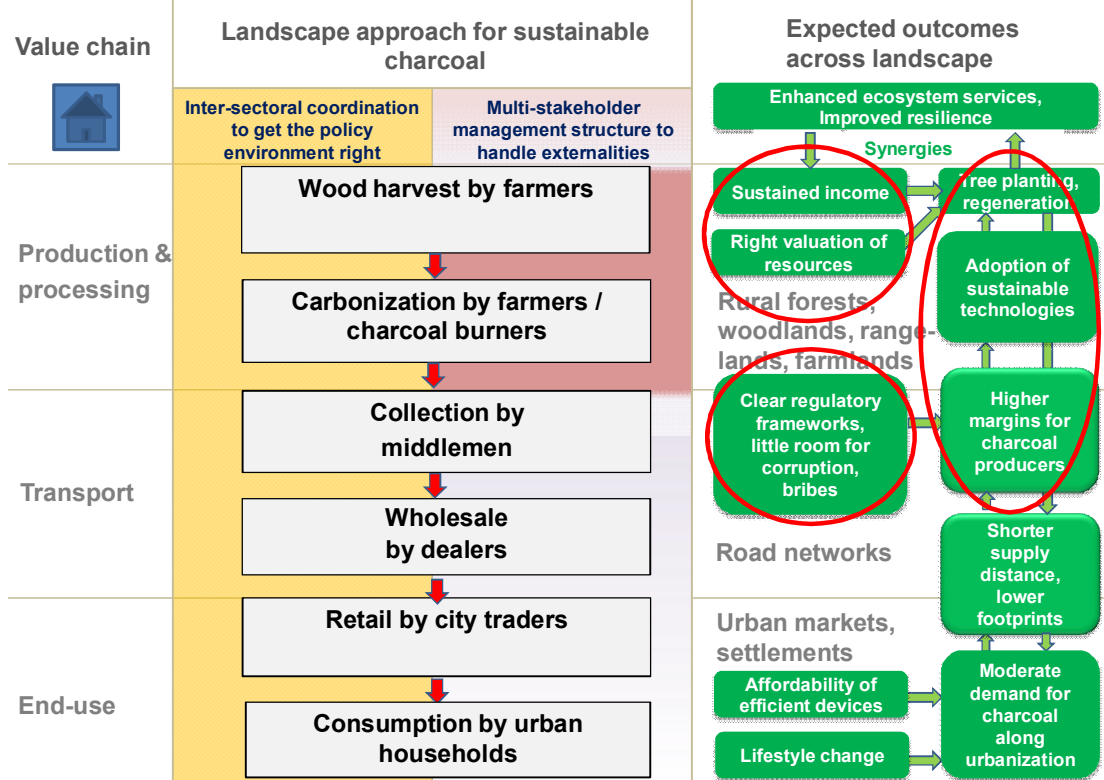 Value chain
Landscape approach for sustainable
charcoal
Expected outcomes
across landscape
Inter-sectoral coordination
to get the policy
environment right
Multi-stakeholder
management structure to
handle externalities
Enhanced ecosystem services,
Improved resilience
Synergies
Production &
processing
Wood harvest by farmers
Carbonization by farmers /
charcoal burners
Sustained income
Tree planting,
regeneration
Right valuation of
resources
Adoption of
sustainable
technologies
Rural forests,
woodlands, range-
lands, farmlands
Transport
Collection by
middlemen
Wholesale
by dealers
Clear regulatory
frameworks,
little room for
corruption,
bribes
Higher
margins for
charcoal
producers
Road networks
Shorter
supply
distance,
lower
footprints
End-use
Retail by city traders
Consumption by urban
households
Urban markets,
settlements
Affordability of
efficient devices
Lifestyle change
Moderate
demand for
charcoal
along
urbanization